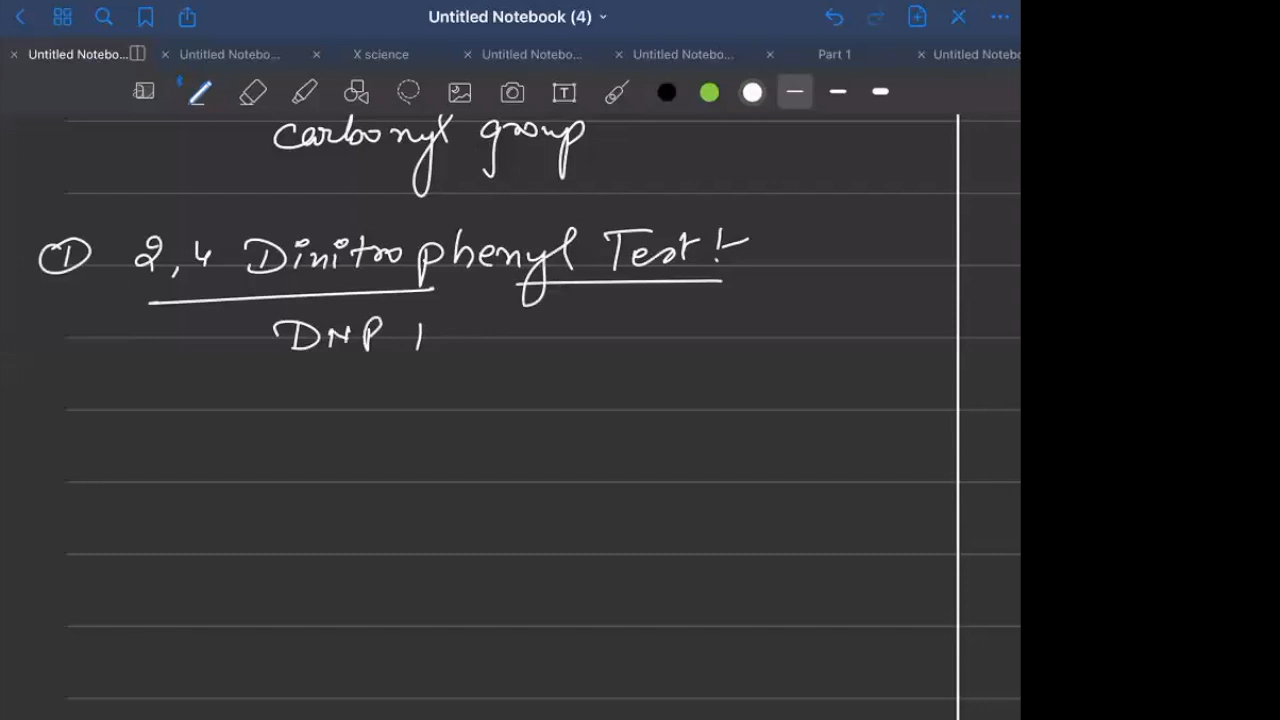 Untitled Notebook (4)
Untitled Notebo... Untitled Notebo... X science Untitled Notebo... Untitled Notebo... Part 1 Untitled Notebo
T
carbonyl group
① 2,4 Dinitrophenyl Test :-
DNP